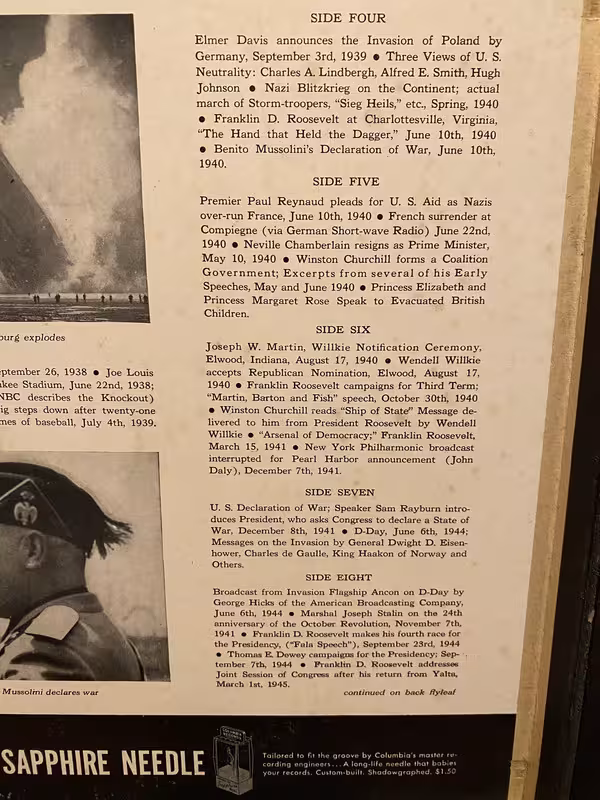 SIDE FOUR
Elmer Davis announces the Invasion of Poland by
Germany, September 3rd, 1939 ● Three Views of U. S.
Neutrality: Charles A. Lindbergh, Alfred E. Smith, Hugh
Johnson ● Nazi Blitzkrieg on the Continent; actual
march of Storm-troopers, “Sieg Heils,” etc., Spring, 1940
● Franklin D. Roosevelt at Charlottesville, Virginia,
“The Hand that Held the Dagger,” June 10th, 1940
● Benito Mussolini’s Declaration of War, June 10th,
1940.
SIDE FIVE
Premier Paul Reynaud pleads for U. S. Aid as Nazis
over-run France, June 10th, 1940 ● French surrender at
Compiegne (via German Short-wave Radio) June 22nd,
1940 ● Neville Chamberlain resigns as Prime Minister,
May 10, 1940 ● Winston Churchill forms a Coalition
Government; Excerpts from several of his Early
Speeches, May and June 1940 ● Princess Elizabeth and
Princess Margaret Rose Speak to Evacuated British
Children.
SIDE SIX
Joseph W. Martin, Willkie Notification Ceremony,
Elwood, Indiana, August 17, 1940 ● Wendell Willkie
accepts Republican Nomination, Elwood, August 17,
1940 ● Franklin Roosevelt campaigns for Third Term;
“Martin, Barton and Fish” speech, October 30th, 1940
● Winston Churchill reads “Ship of State” Message de-
livered to him from President Roosevelt by Wendell
Willkie ● “Arsenal of Democracy;” Franklin Roosevelt,
March 15, 1941 ● New York Philharmonic broadcast
interrupted for Pearl Harbor announcement (John
Daly), December 7th, 1941.
SIDE SEVEN
U. S. Declaration of War; Speaker Sam Rayburn intro-
duces President, who asks Congress to declare a State of
War, December 8th, 1941 ● D-Day, June 6th, 1944;
Messages on the Invasion by General Dwight D. Eisen-
hower, Charles de Gaulle, King Haakon of Norway and
Others.
SIDE EIGHT
Broadcast from Invasion Flagship Ancon on D-Day by
George Hicks of the American Broadcasting Company,
June 6th, 1944 ● Marshal Joseph Stalin on the 24th
anniversary of the October Revolution, November 7th,
1941 ● Franklin D. Roosevelt makes his fourth race for
the Presidency, (“Fala Speech”), September 23rd, 1944
● Thomas E. Dewey campaigns for the Presidency; Sep-
tember 7th, 1944 ● Franklin D. Roosevelt addresses
Joint Session of Congress after his return from Yalta,
March 1st, 1945.
continued on back flyleaf
burg explodes
eptember 26, 1938 ● Joe Louis
kee Stadium, June 22nd, 1938;
NBC describes the Knockout)
ig steps down after twenty-one
mes of baseball, July 4th, 1939.
Mussolini declares war
SAPPHIRE NEEDLE
Tailored to fit the groove by Columbia's master re-
cording engineers... A long-life needle that babies
your records. Custom-built. Shadowgraphed. $1.50